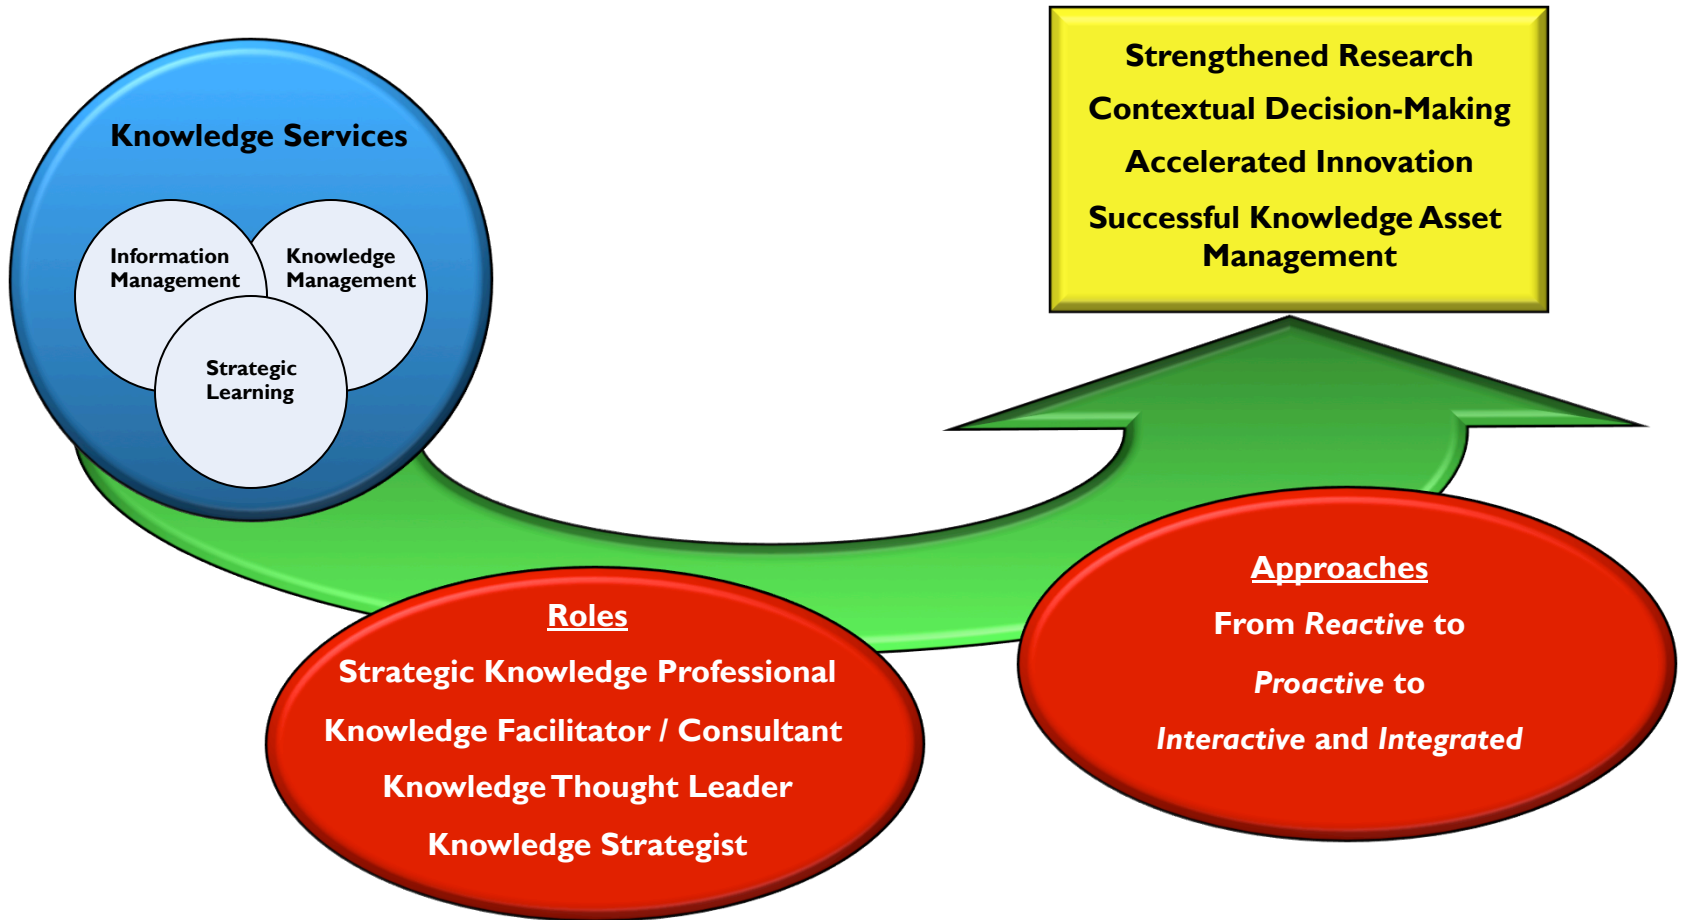 Knowledge Services
Information
Management
Knowledge
Management
Strategic
Learning
Strengthened Research
Contextual Decision-Making
Accelerated Innovation
Successful Knowledge Asset
Management
Roles
Strategic Knowledge Professional
Knowledge Facilitator / Consultant
Knowledge Thought Leader
Knowledge Strategist
Approaches
From Reactive to
Proactive to
Interactive and Integrated